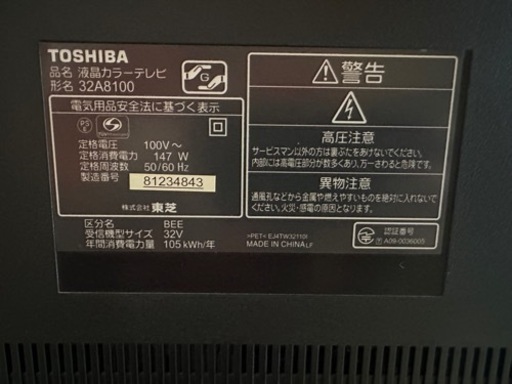 TOSHIBA
品名 液晶カラーテレビ
形名 32A8100
G
電気用品安全法に基づく表示
PS
E
定格電圧 100V～
定格消費電力 147 W
定格周波数 50/60 Hz
製造番号 81234843
株式会社 東芝
区分名 BEE
受信機型サイズ 32V
年間消費電力量 105 kWh/年
警告
高圧注意
サービスマン以外の方は裏ぶたをあけないでください。
内部には高電圧部分が数多くあり、万一さわると危険です。
異物注意
通風孔などから金属や燃えやすいものを絶対に入れないで
ください。火災・感電の原因となります。
>PET< EJ4TW32110I
MADE IN CHINA LF
認証番号
A09-0036005